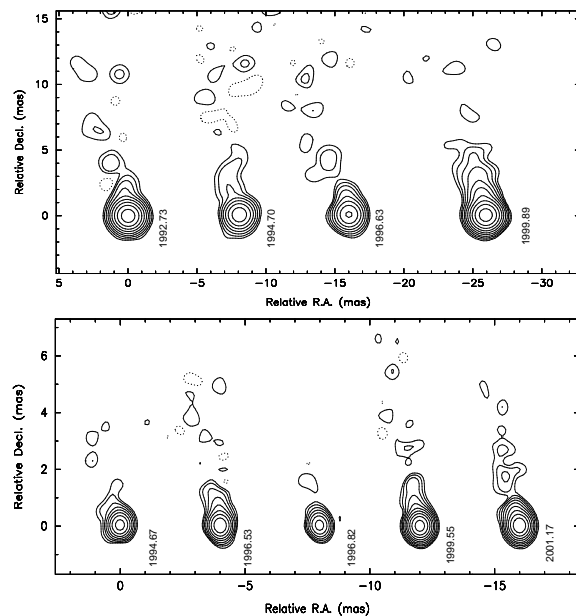 Relative Decl. (mas)
15
10
5
0
1992.73
1994.70
1996.63
1999.89
5 0 −5 −10 −15 −20 −25 −30
Relative R.A. (mas)
Relative Decl. (mas)
6
4
2
0
1994.67
1996.53
1996.82
1999.55
2001.17
0 −5 −10 −15
Relative R.A. (mas)